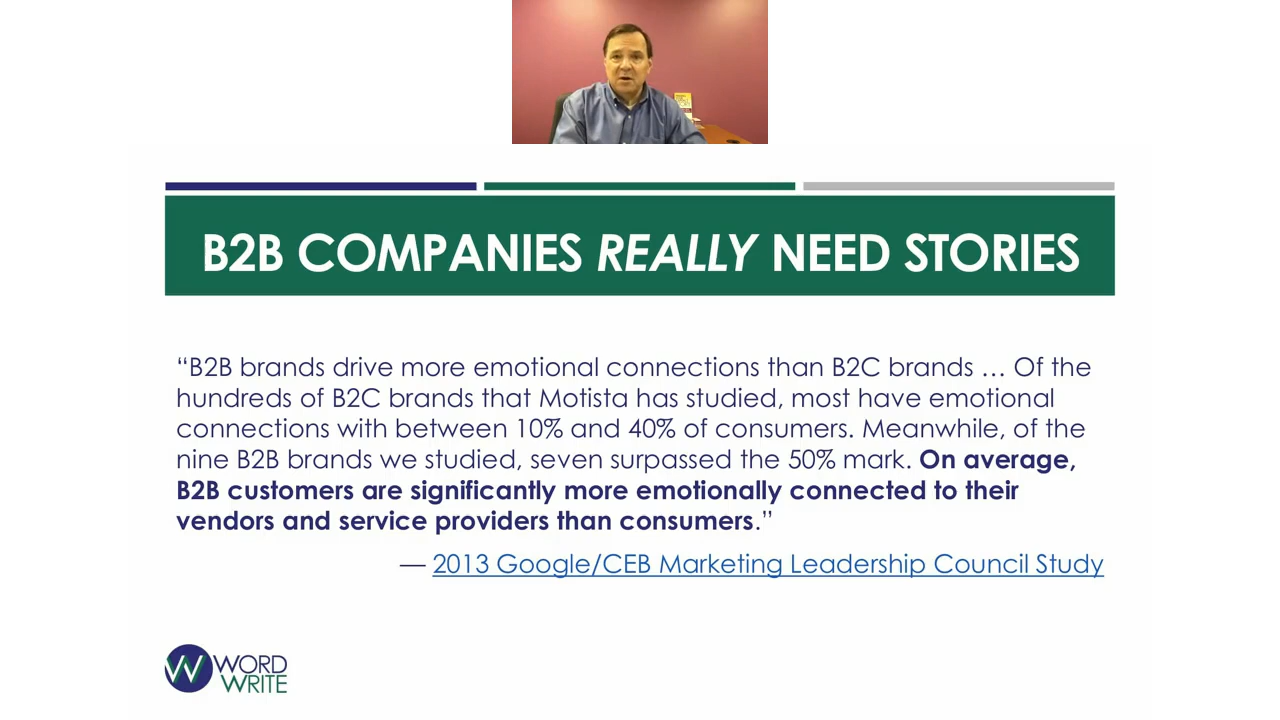 B2B COMPANIES REALLY NEED STORIES
“B2B brands drive more emotional connections than B2C brands … Of the
hundreds of B2C brands that Motista has studied, most have emotional
connections with between 10% and 40% of consumers. Meanwhile, of the
nine B2B brands we studied, seven surpassed the 50% mark. On average,
B2B customers are significantly more emotionally connected to their
vendors and service providers than consumers.”
— 2013 Google/CEB Marketing Leadership Council Study
WORD
WRITE